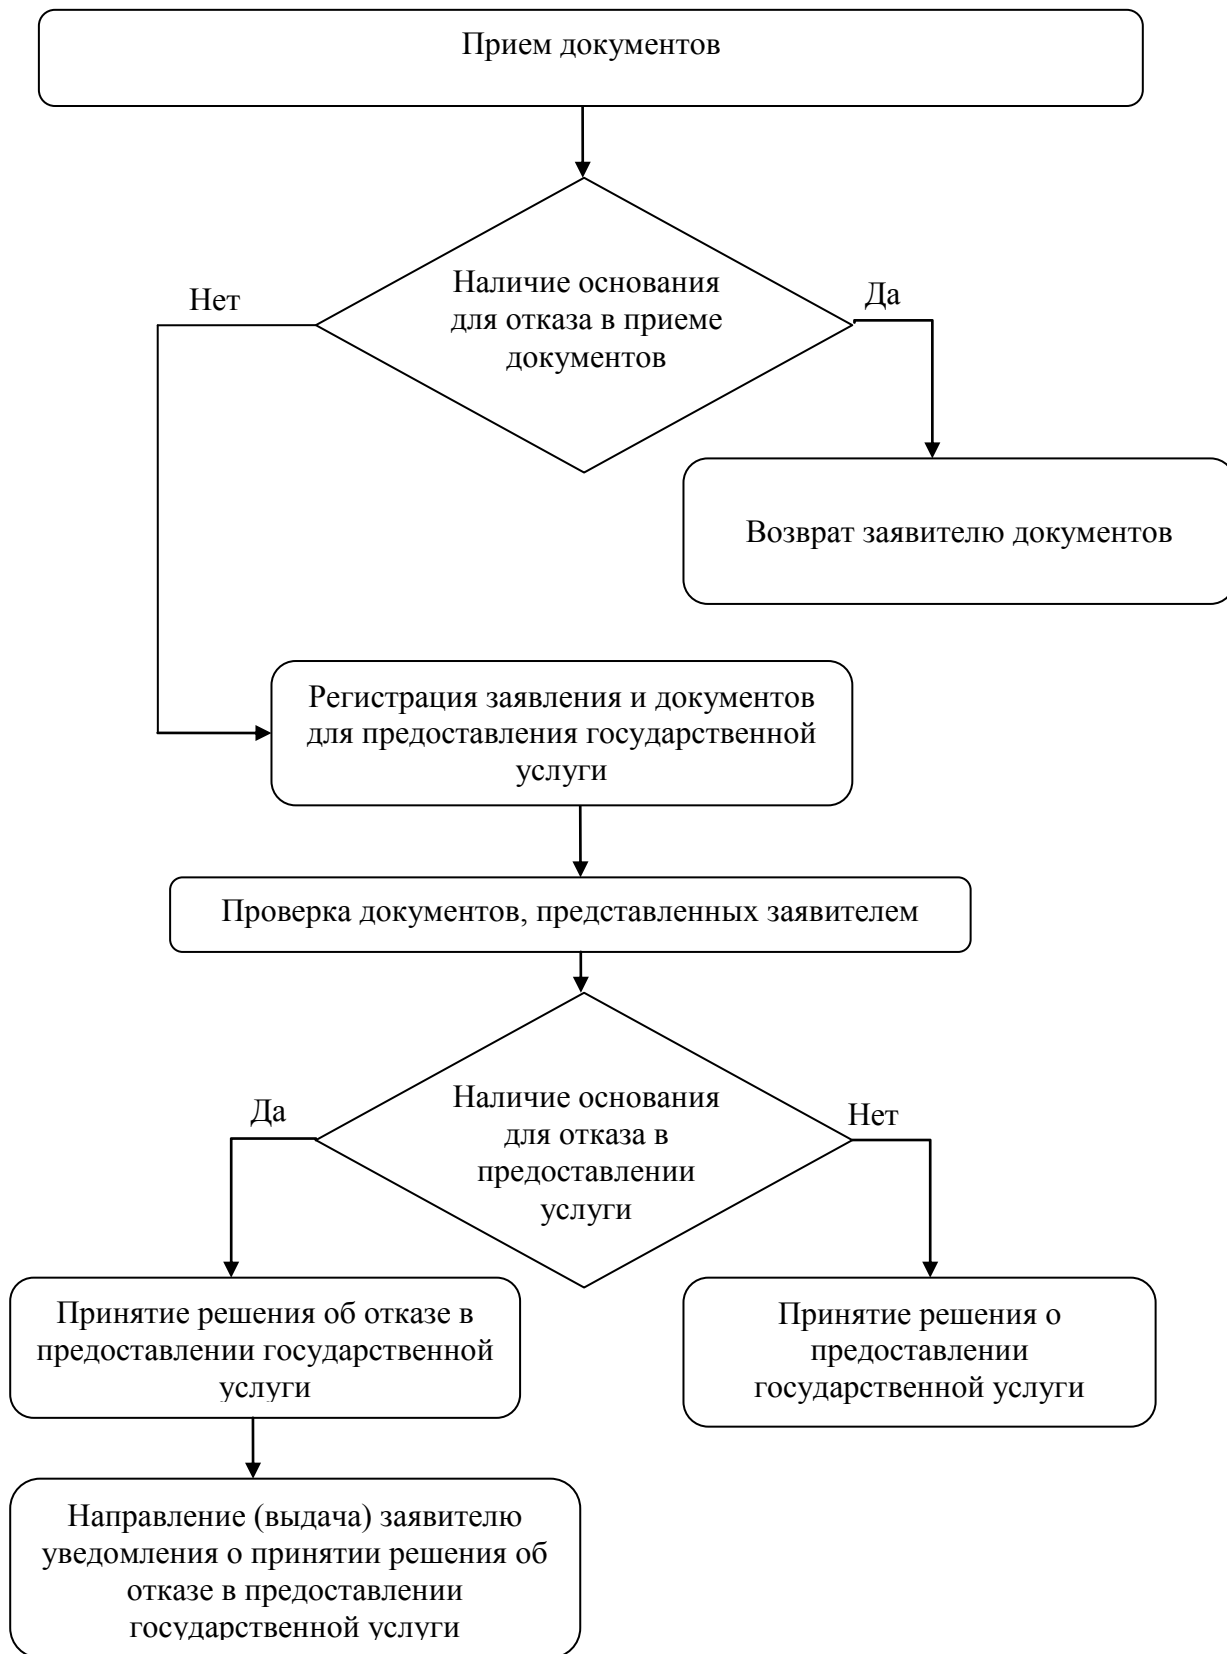 Прием документов
Нет
Наличие основания
для отказа в приеме
документов
Да
Возврат заявителю документов
Регистрация заявления и документов
для предоставления государственной
услуги
Проверка документов, представленных заявителем
Да
Наличие основания
для отказа в
предоставлении
услуги
Нет
Принятие решения об отказе в
предоставлении государственной
услуги
Принятие решения о
предоставлении
государственной услуги
Направление (выдача) заявителю
уведомления о принятии решения об
отказе в предоставлении
государственной услуги